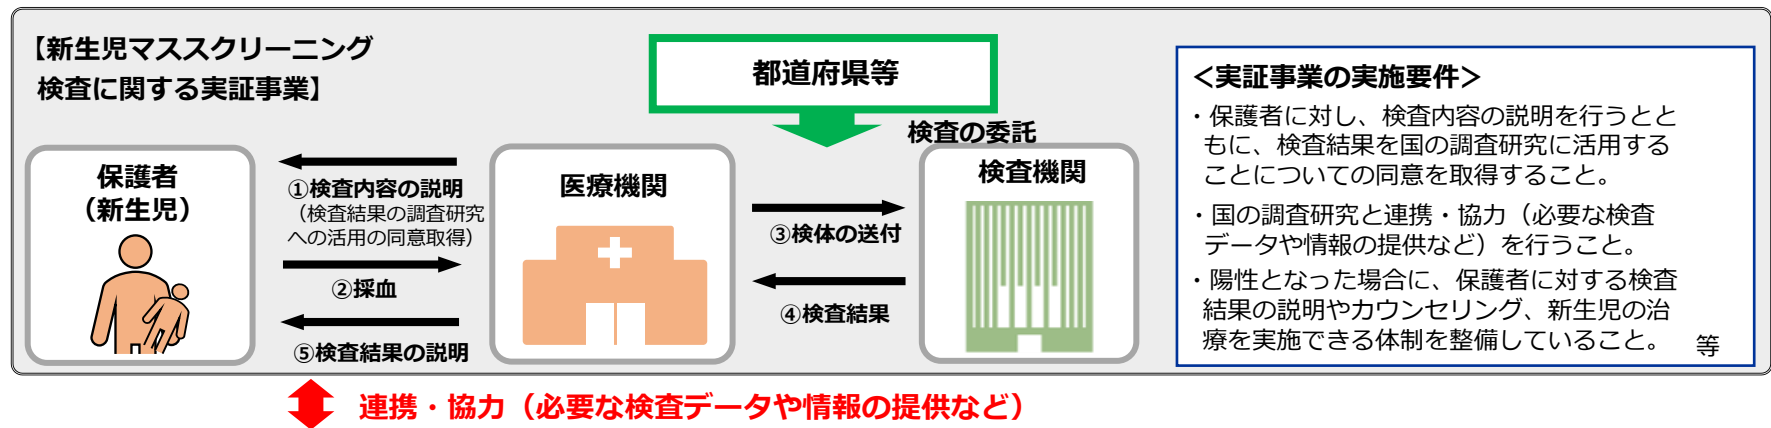 【新生児マススクリーニング
検査に関する実証事業】
都道府県等
検査の委託
保護者
（新生児）
①検査内容の説明
（検査結果の調査研究
への活用の同意取得）
②採血
⑤検査結果の説明
医療機関
③検体の送付
④検査結果
検査機関
＜実証事業の実施要件＞
・保護者に対し、検査内容の説明を行うとと
もに、検査結果を国の調査研究に活用する
ことについての同意を取得すること。
・国の調査研究と連携・協力（必要な検査
データや情報の提供など）を行うこと。
・陽性となった場合に、保護者に対する検査
結果の説明やカウンセリング、新生児の治
療を実施できる体制を整備していること。
等
連携・協力（必要な検査データや情報の提供など）